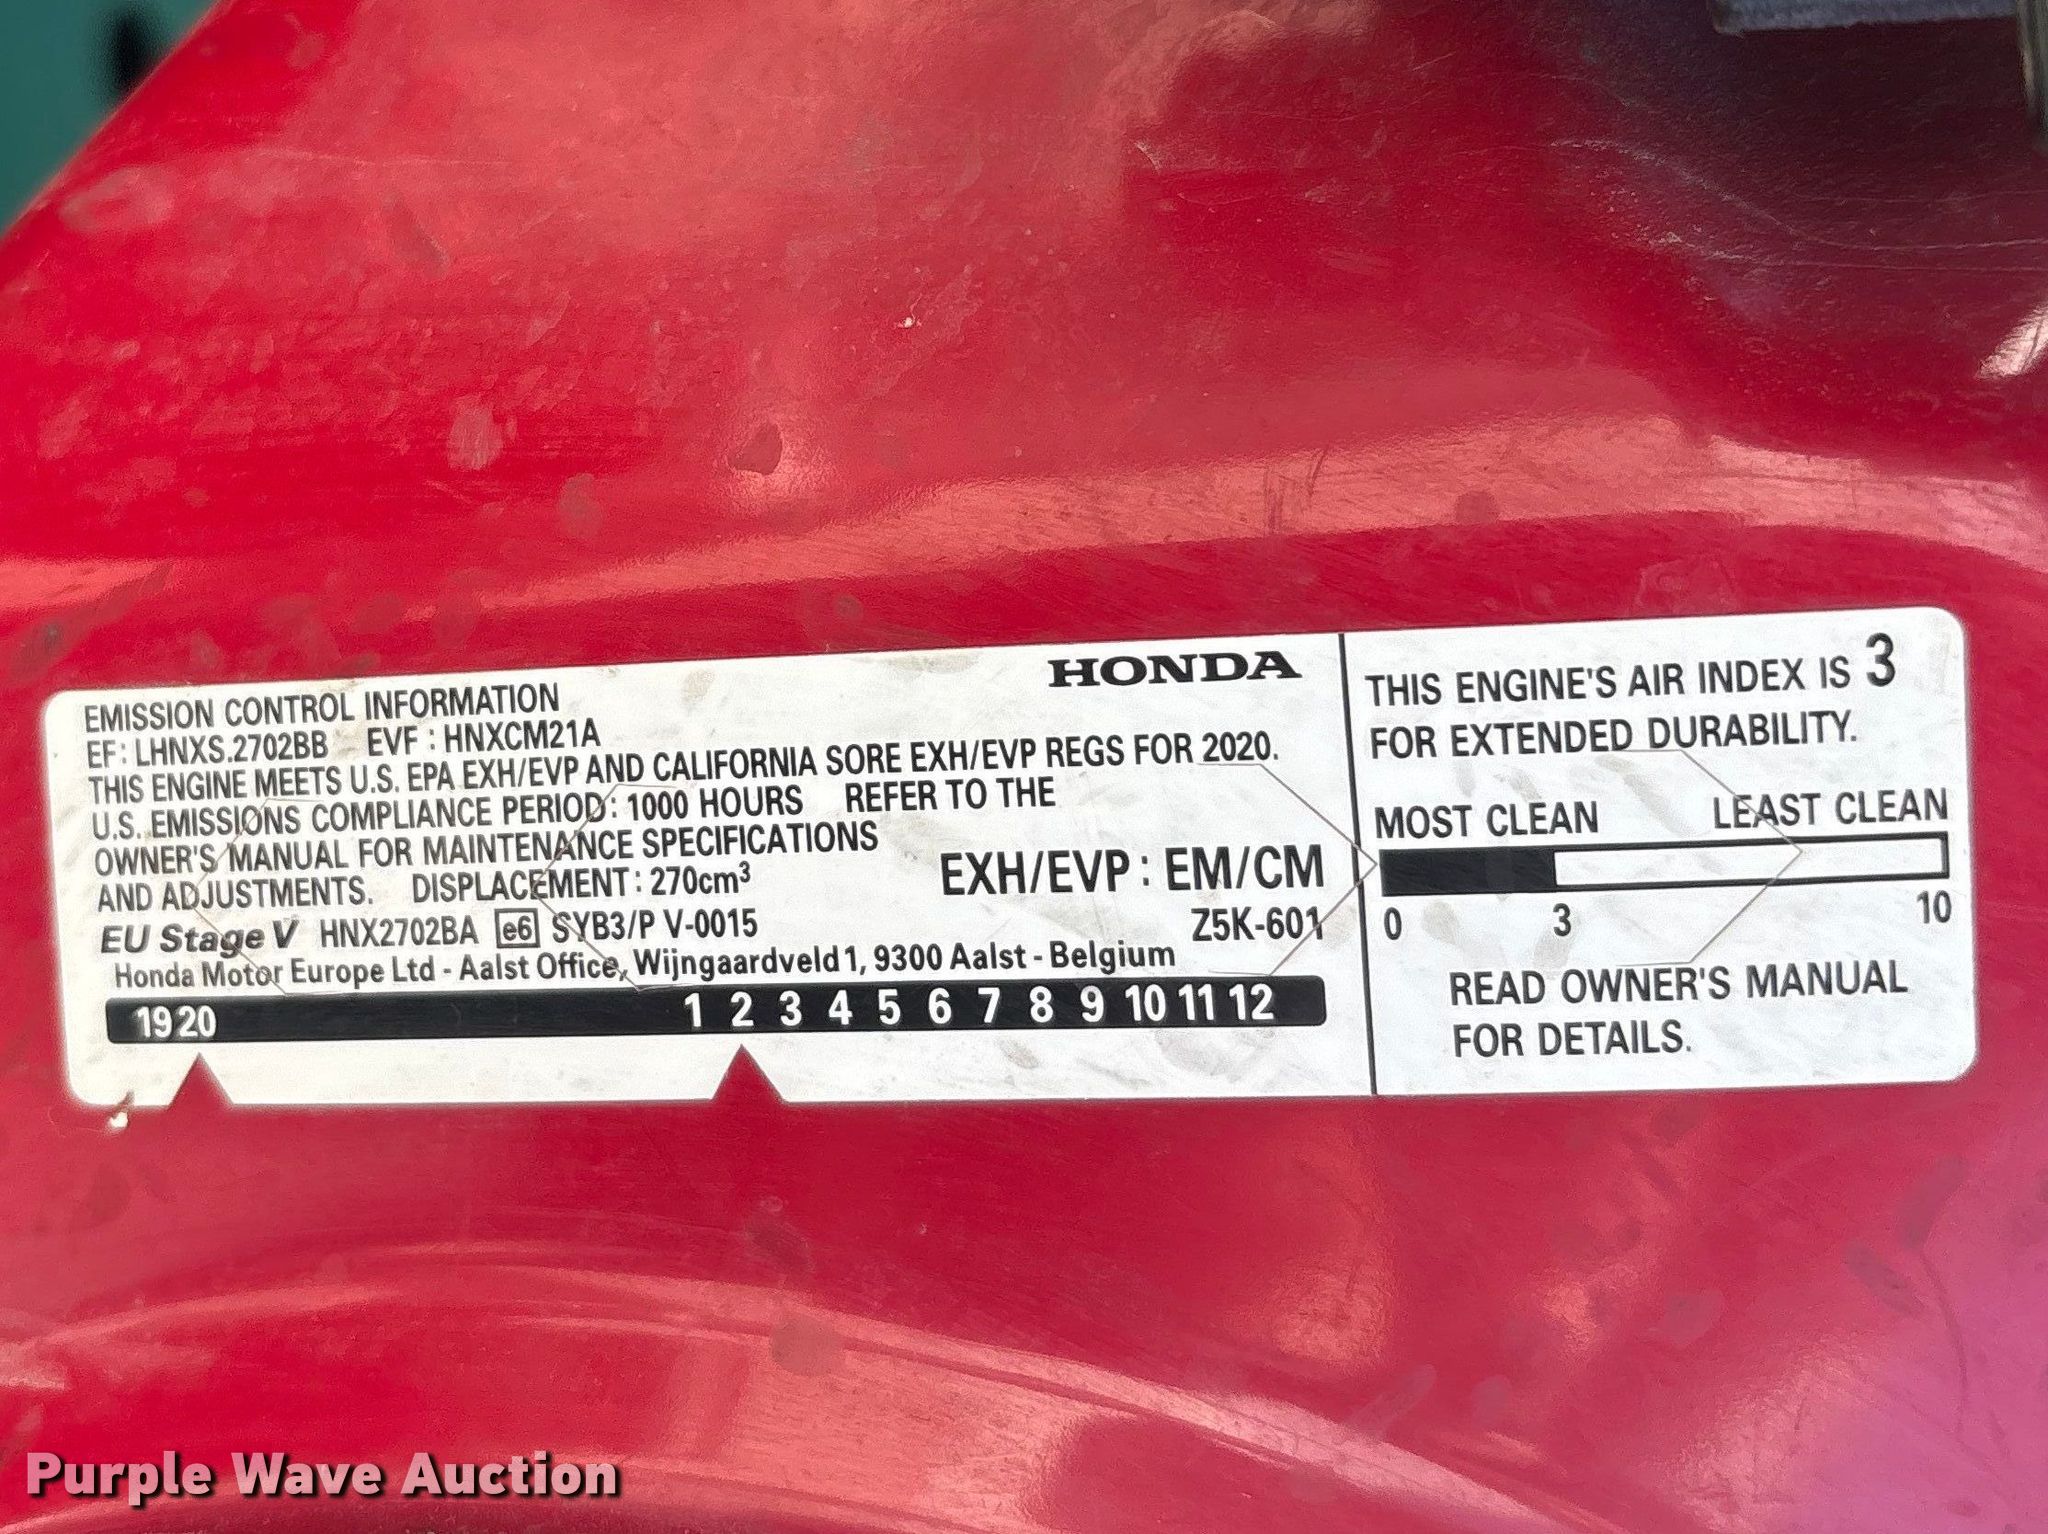 HONDA
EMISSION CONTROL INFORMATION
EF: LHNXS.2702BB EVF : HNXCM21A
THIS ENGINE MEETS U.S. EPA EXH/EVP AND CALIFORNIA SORE EXH/EVP REGS FOR 2020.
U.S. EMISSIONS COMPLIANCE PERIOD: 1000 HOURS REFER TO THE
OWNER'S MANUAL FOR MAINTENANCE SPECIFICATIONS
AND ADJUSTMENTS. DISPLACEMENT: 270cm³
EXH/EVP : EM/CM
EU Stage V HNX2702BA e6 SYB3/P V-0015
Z5K-601
Honda Motor Europe Ltd - Aalst Office, Wijngaardveld 1, 9300 Aalst - Belgium
19 20 1 2 3 4 5 6 7 8 9 10 11 12
THIS ENGINE'S AIR INDEX IS 3
FOR EXTENDED DURABILITY.
MOST CLEAN LEAST CLEAN
0 3 10
READ OWNER'S MANUAL
FOR DETAILS.
Purple Wave Auction